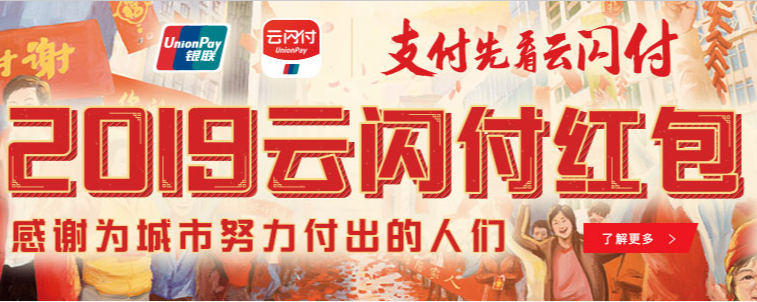 UnionPay
银联
云闪付
UnionPay
支付先看云闪付
2019云闪付红包
感谢为城市努力付出的人们
了解更多 >
谢